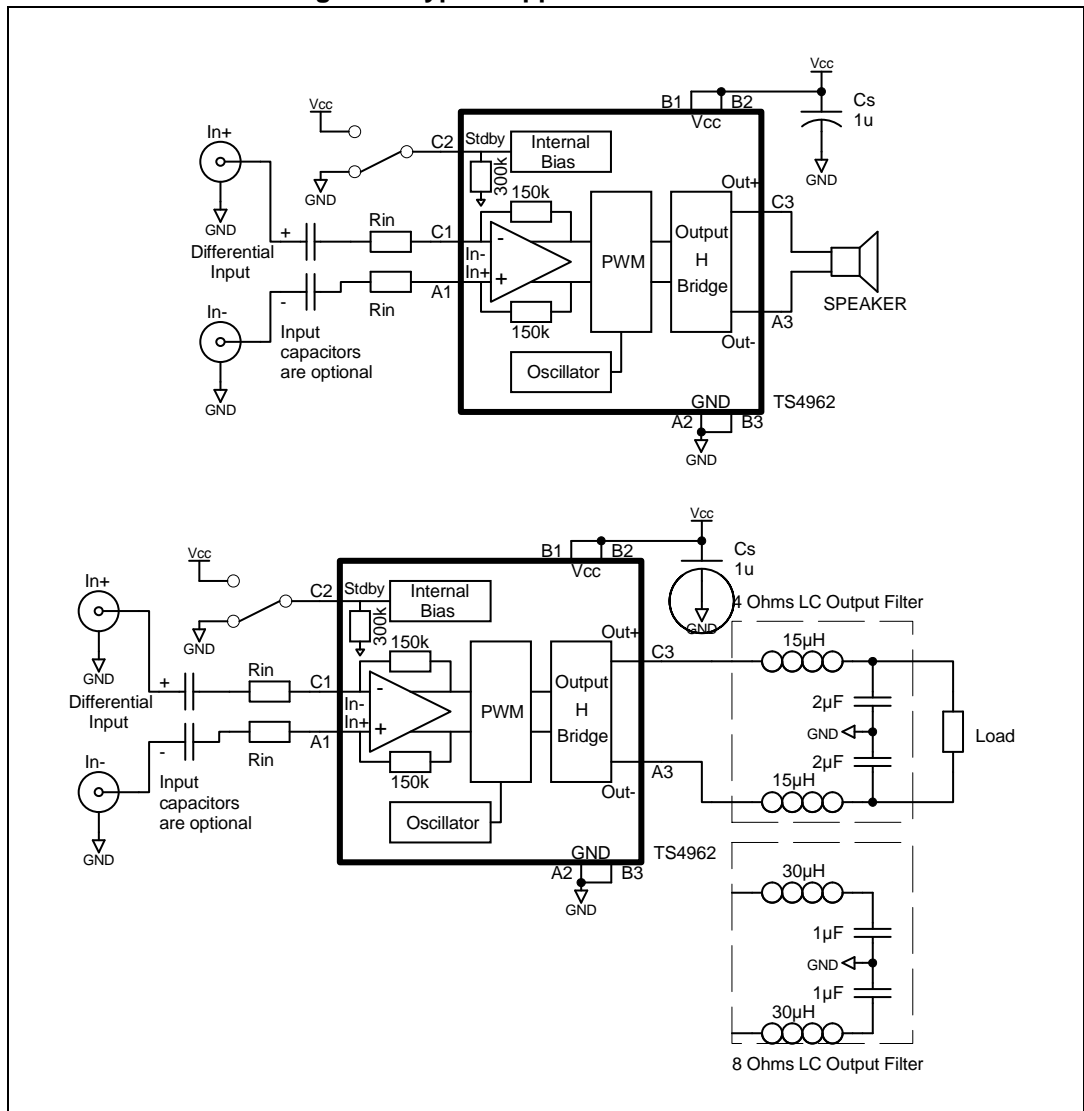 Vcc
B1
B2
Vcc
Cs
1u
GND
Vcc
In+
GND
C2
Stdby
Internal
Bias
300k
GND
150k
Out+
C3
Differential
Input
+
Rin
C1
-
In-
In+
+
A1
PWM
Output
H
Bridge
SPEAKER
-
Rin
150k
A3
Out-
In-
Input
capacitors
are optional
Oscillator
GND
GND
TS4962
A2
B3
GND
Vcc
B1
B2
Vcc
Cs
1u
GND
4 Ohms LC Output Filter
Vcc
In+
GND
C2
Stdby
Internal
Bias
300k
GND
150k
Out+
C3
15µH
Differential
Input
+
Rin
C1
-
In-
In+
+
A1
PWM
Output
H
Bridge
2µF
GND
2µF
Load
-
Rin
150k
A3
Out-
15µH
In-
Input
capacitors
are optional
Oscillator
GND
GND
TS4962
A2
B3
GND
30µH
1µF
GND
1µF
30µH
8 Ohms LC Output Filter